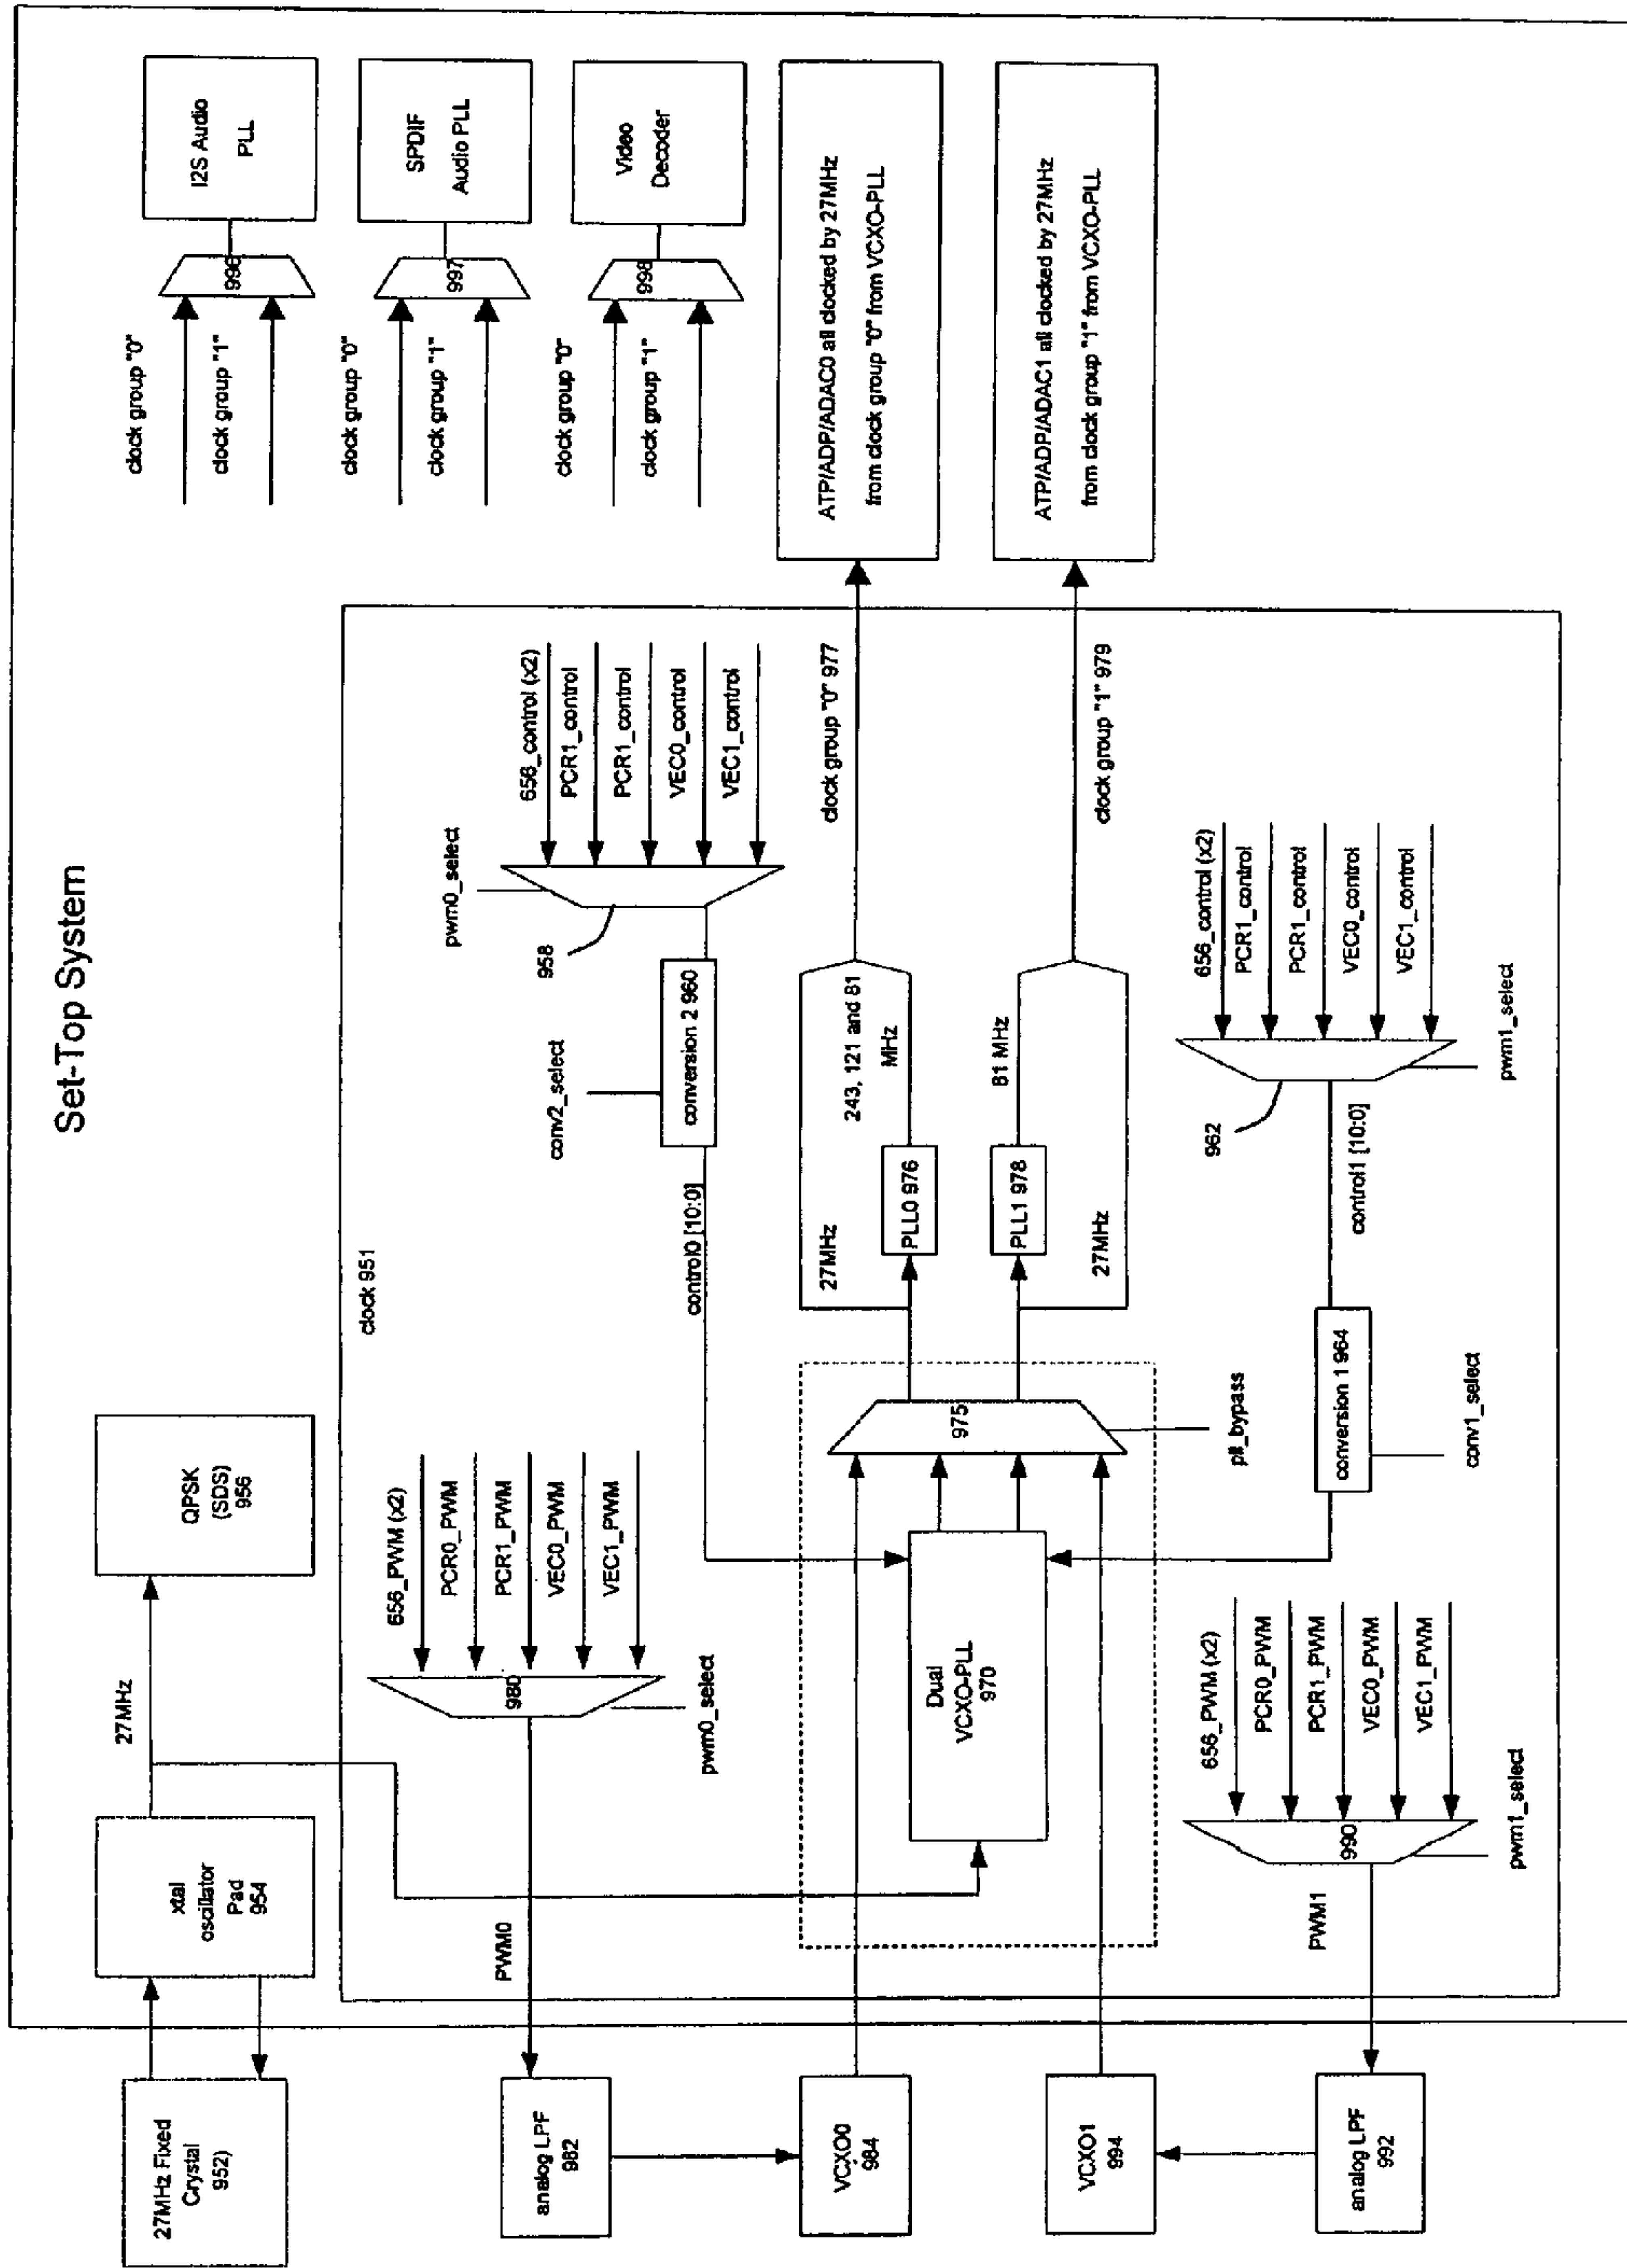 Set-Top System
27MHz Fixed
Crystal
952)
xtal
oscillator
Pad
954
27MHz
QPSK
(SDS)
956
clock group "0"
clock group "1"
996
I2S Audio
PLL
clock group "0"
clock group "1"
997
SPDIF
Audio PLL
clock group "0"
clock group "1"
998
Video
Decoder
clock 951
analog LPF
982
PWM0
980
pwm0_select
656_PWM (x2)
PCR0_PWM
PCR1_PWM
VEC0_PWM
VEC1_PWM
conv2_select
conversion 2 960
control0 [10:0]
pwm0_select
958
656_control (x2)
PCR1_control
PCR1_control
VEC0_control
VEC1_control
VCXO0
984
Dual
VCXO-PLL
970
975
pll_bypass
27MHz
PLL0 976
243, 121 and 81
MHz
clock group "0" 977
ATP/ADP/ADAC0 all clocked by 27MHz
from clock group "0" from VCXO-PLL
VCXO1
994
PLL1 978
81 MHz
27MHz
clock group "1" 979
ATP/ADP/ADAC1 all clocked by 27MHz
from clock group "1" from VCXO-PLL
analog LPF
992
PWM1
990
pwm1_select
656_PWM (x2)
PCR0_PWM
PCR1_PWM
VEC0_PWM
VEC1_PWM
conversion 1 964
conv1_select
control1 [10:0]
962
pwm1_select
656_control (x2)
PCR1_control
PCR1_control
VEC0_control
VEC1_control